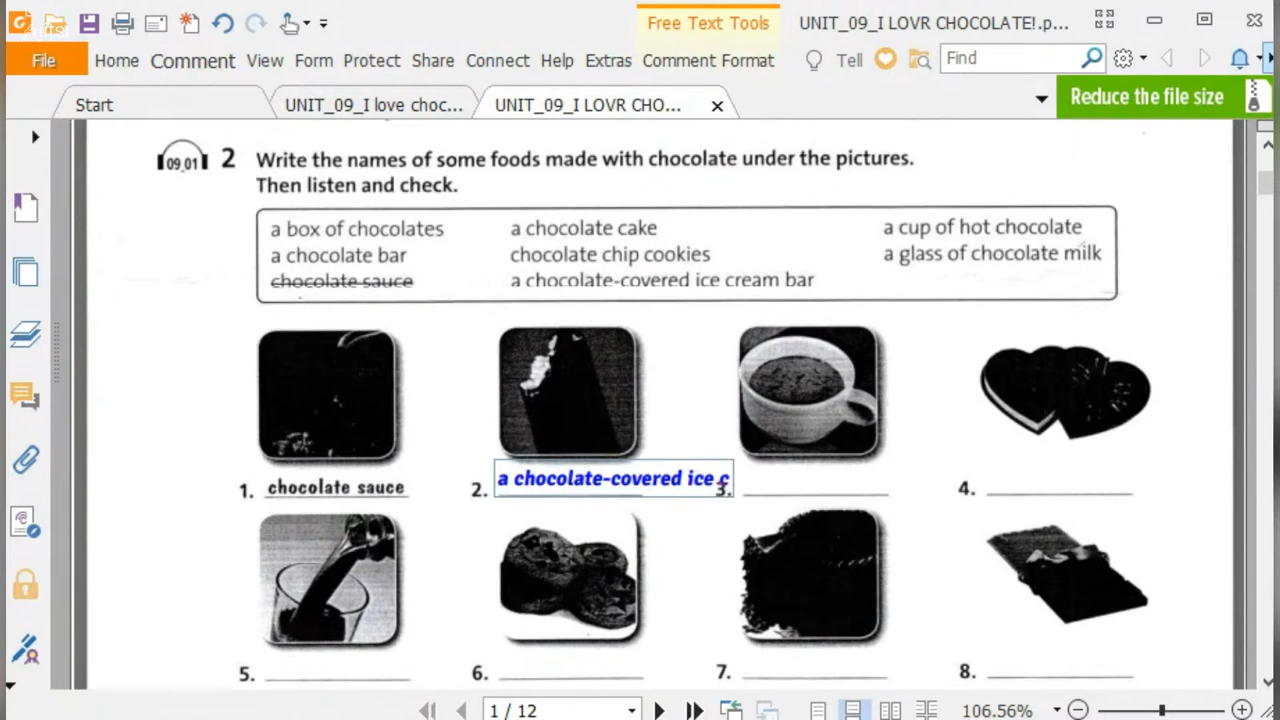 Free Text Tools
UNIT_09_I LOVR CHOCOLATE!.p...
File Home Comment View Form Protect Share Connect Help Extras Comment Format Tell Find
Start UNIT_09_I love choc... UNIT_09_I LOVR CHO... Reduce the file size
09_01 2 Write the names of some foods made with chocolate under the pictures.
Then listen and check.
a box of chocolates a chocolate cake a cup of hot chocolate
a chocolate bar chocolate chip cookies a glass of chocolate milk
chocolate sauce a chocolate-covered ice cream bar
1. chocolate sauce 2. a chocolate-covered ice c 3. 4.
5. 6. 7. 8.
1 / 12 106.56%